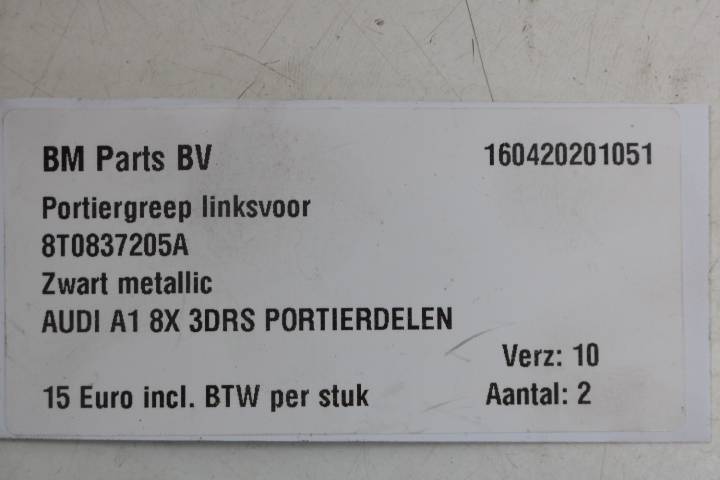 BM Parts BV 160420201051
Portiergreep linksvoor
8T0837205A
Zwart metallic
AUDI A1 8X 3DRS PORTIERDELEN
Verz: 10
15 Euro incl. BTW per stuk Aantal: 2